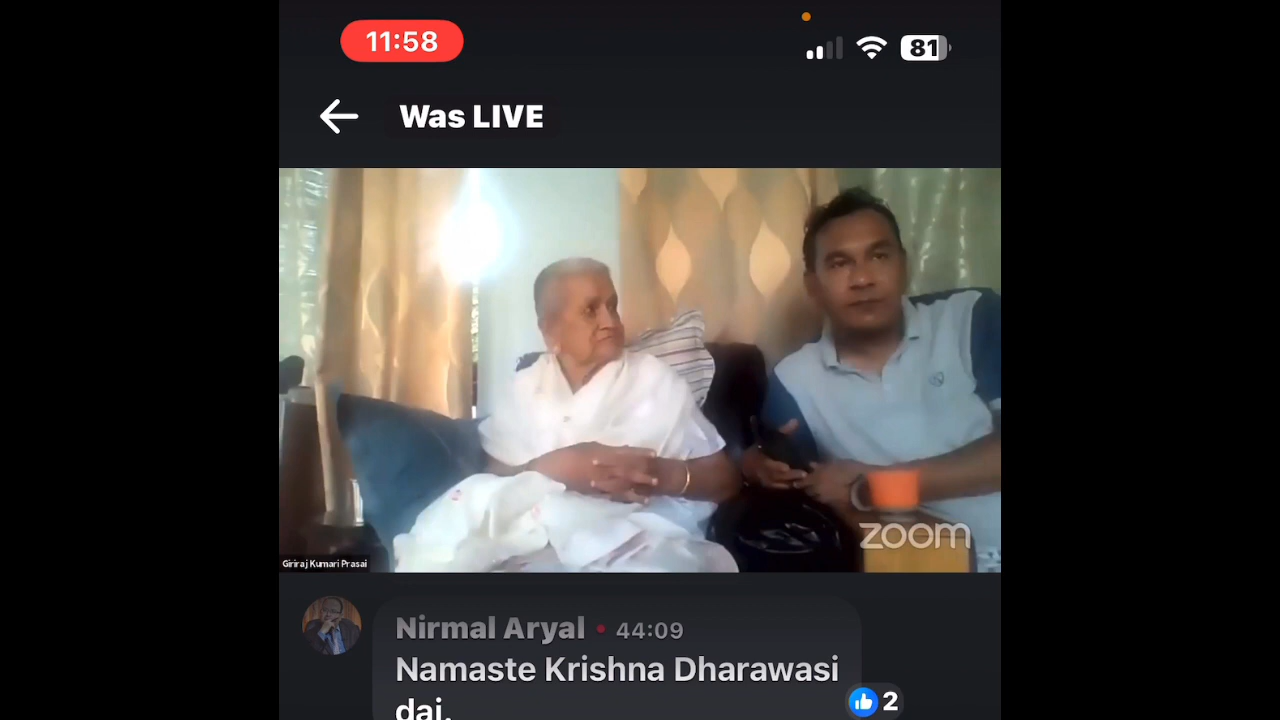 11:58
81
Was LIVE
zoom
Giriraj Kumari Prasai
Nirmal Aryal • 44:09
Namaste Krishna Dharawasi
dai.
2